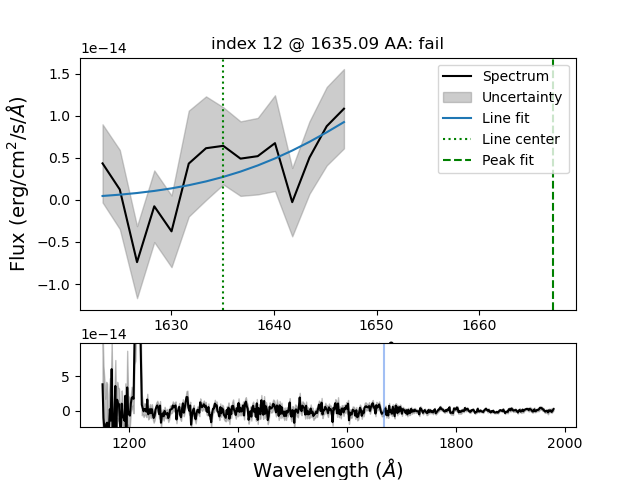 index 12 @ 1635.09 AA: fail
1e−14
1.5
1.0
0.5
0.0
−0.5
−1.0
Flux (erg/cm²/s/Å)
Spectrum
Uncertainty
Line fit
Line center
Peak fit
1630 1640 1650 1660
1e−14
5
0
1200 1400 1600 1800 2000
Wavelength (Å)